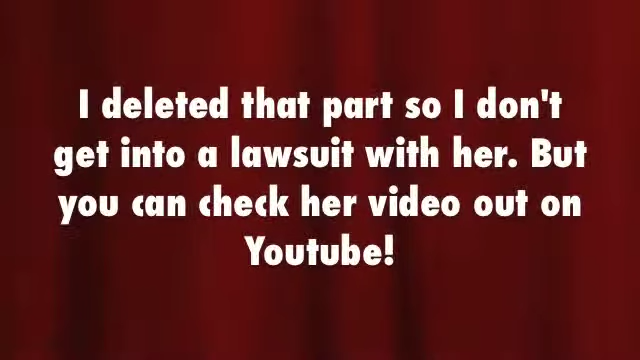 I deleted that part so I don't
get into a lawsuit with her. But
you can check her video out on
Youtube!